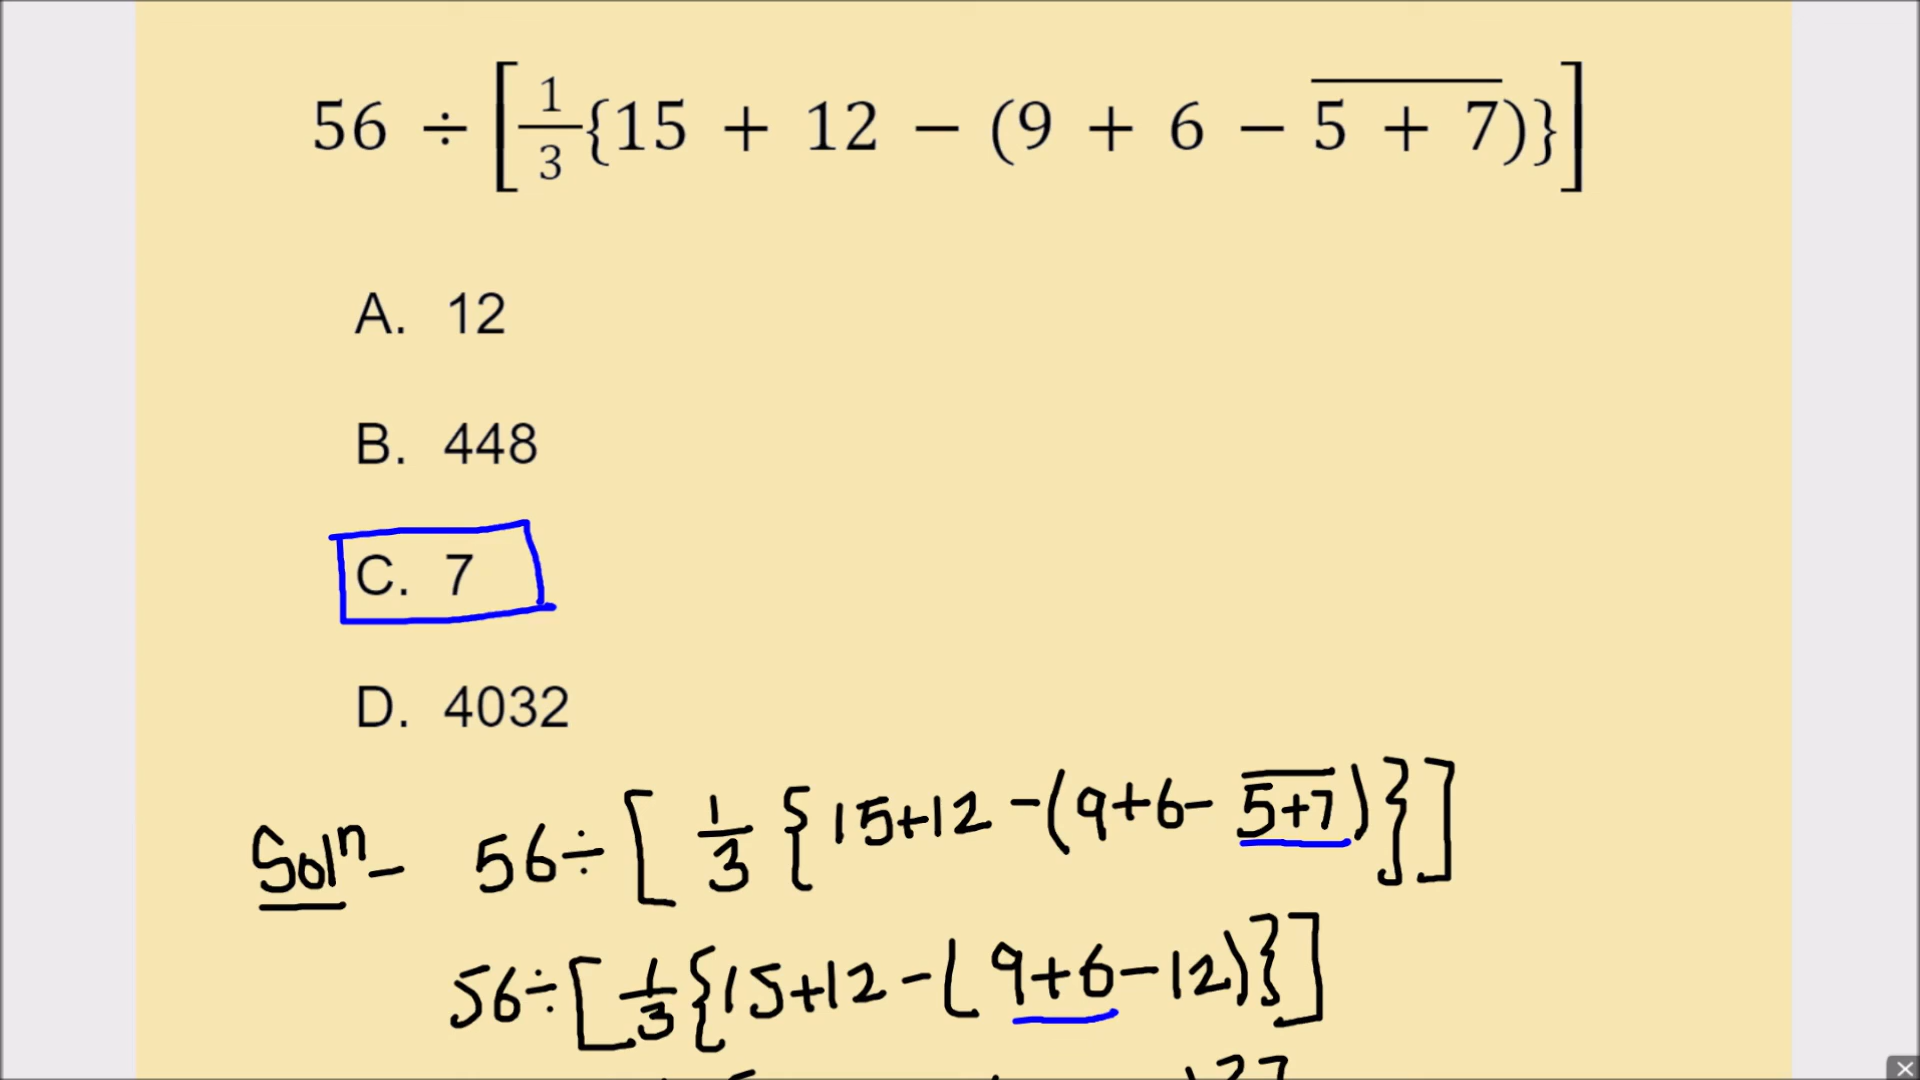 56 ÷ [1/3{15 + 12 − (9 + 6 − 5 + 7)}]
A. 12
B. 448
C. 7
D. 4032
Solⁿ – 56÷[1/3{15+12−(9+6−5+7)}]
56÷[1/3{15+12−(9+6−12)}]